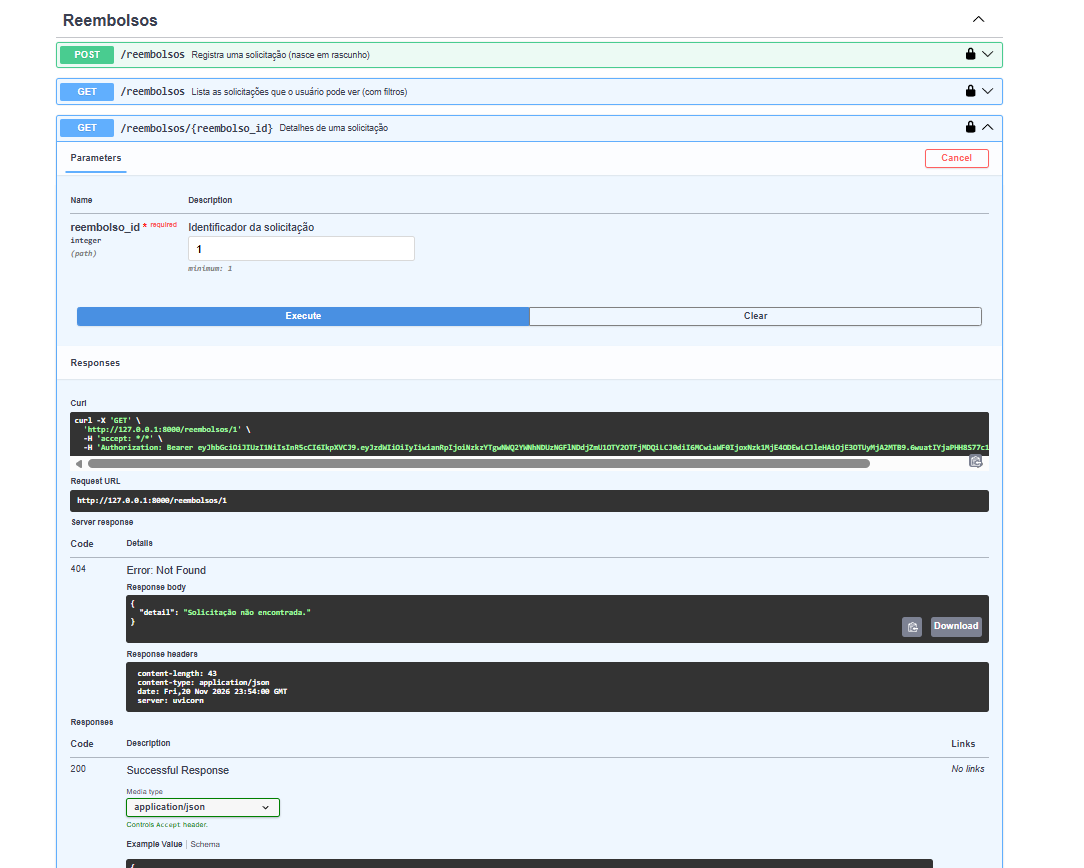 Reembolsos
POST /reembolsos Registra uma solicitação (nasce em rascunho)
GET /reembolsos Lista as solicitações que o usuário pode ver (com filtros)
GET /reembolsos/{reembolso_id} Detalhes de uma solicitação
Parameters
Cancel
Name Description
reembolso_id * required Identificador da solicitação
integer
1
(path)
minimum: 1
Execute Clear
Responses
Curl
curl -X 'GET' \
'http://127.0.0.1:8000/reembolsos/1' \
-H 'accept: */*' \
-H 'Authorization: Bearer
Request URL
http://127.0.0.1:8000/reembolsos/1
Server response
Code Details
404 Error: Not Found
Response body
{
"detail": "Solicitação não encontrada."
}
Download
Response headers
content-length: 43
content-type: application/json
date: Fri,20 Nov 2026 23:54:00 GMT
server: uvicorn
Responses
Code Description Links
200 Successful Response No links
Media type
application/json
Controls Accept header.
Example Value | Schema
{